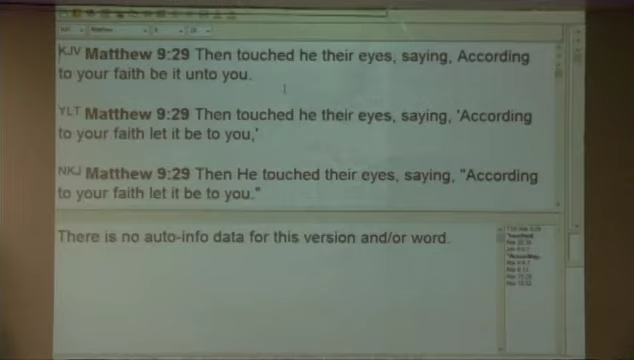 KJV Matthew 9:29 Then touched he their eyes, saying, According
to your faith be it unto you.
YLT Matthew 9:29 Then touched he their eyes, saying, 'According
to your faith let it be to you,'
NKJ Matthew 9:29 Then He touched their eyes, saying, "According
to your faith let it be to you."
There is no auto-info data for this version and/or word.